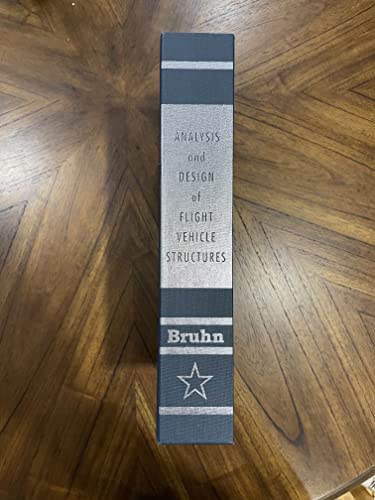 ANALYSIS
and
DESIGN
of
FLIGHT
VEHICLE
STRUCTURES
Bruhn